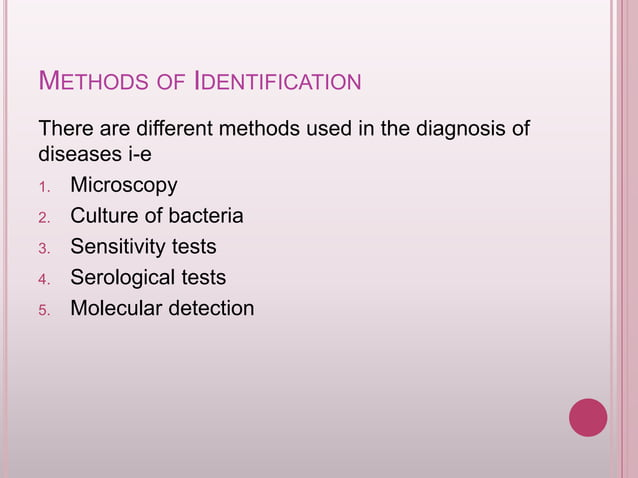 METHODS OF IDENTIFICATION
There are different methods used in the diagnosis of
diseases i-e
1. Microscopy
2. Culture of bacteria
3. Sensitivity tests
4. Serological tests
5. Molecular detection